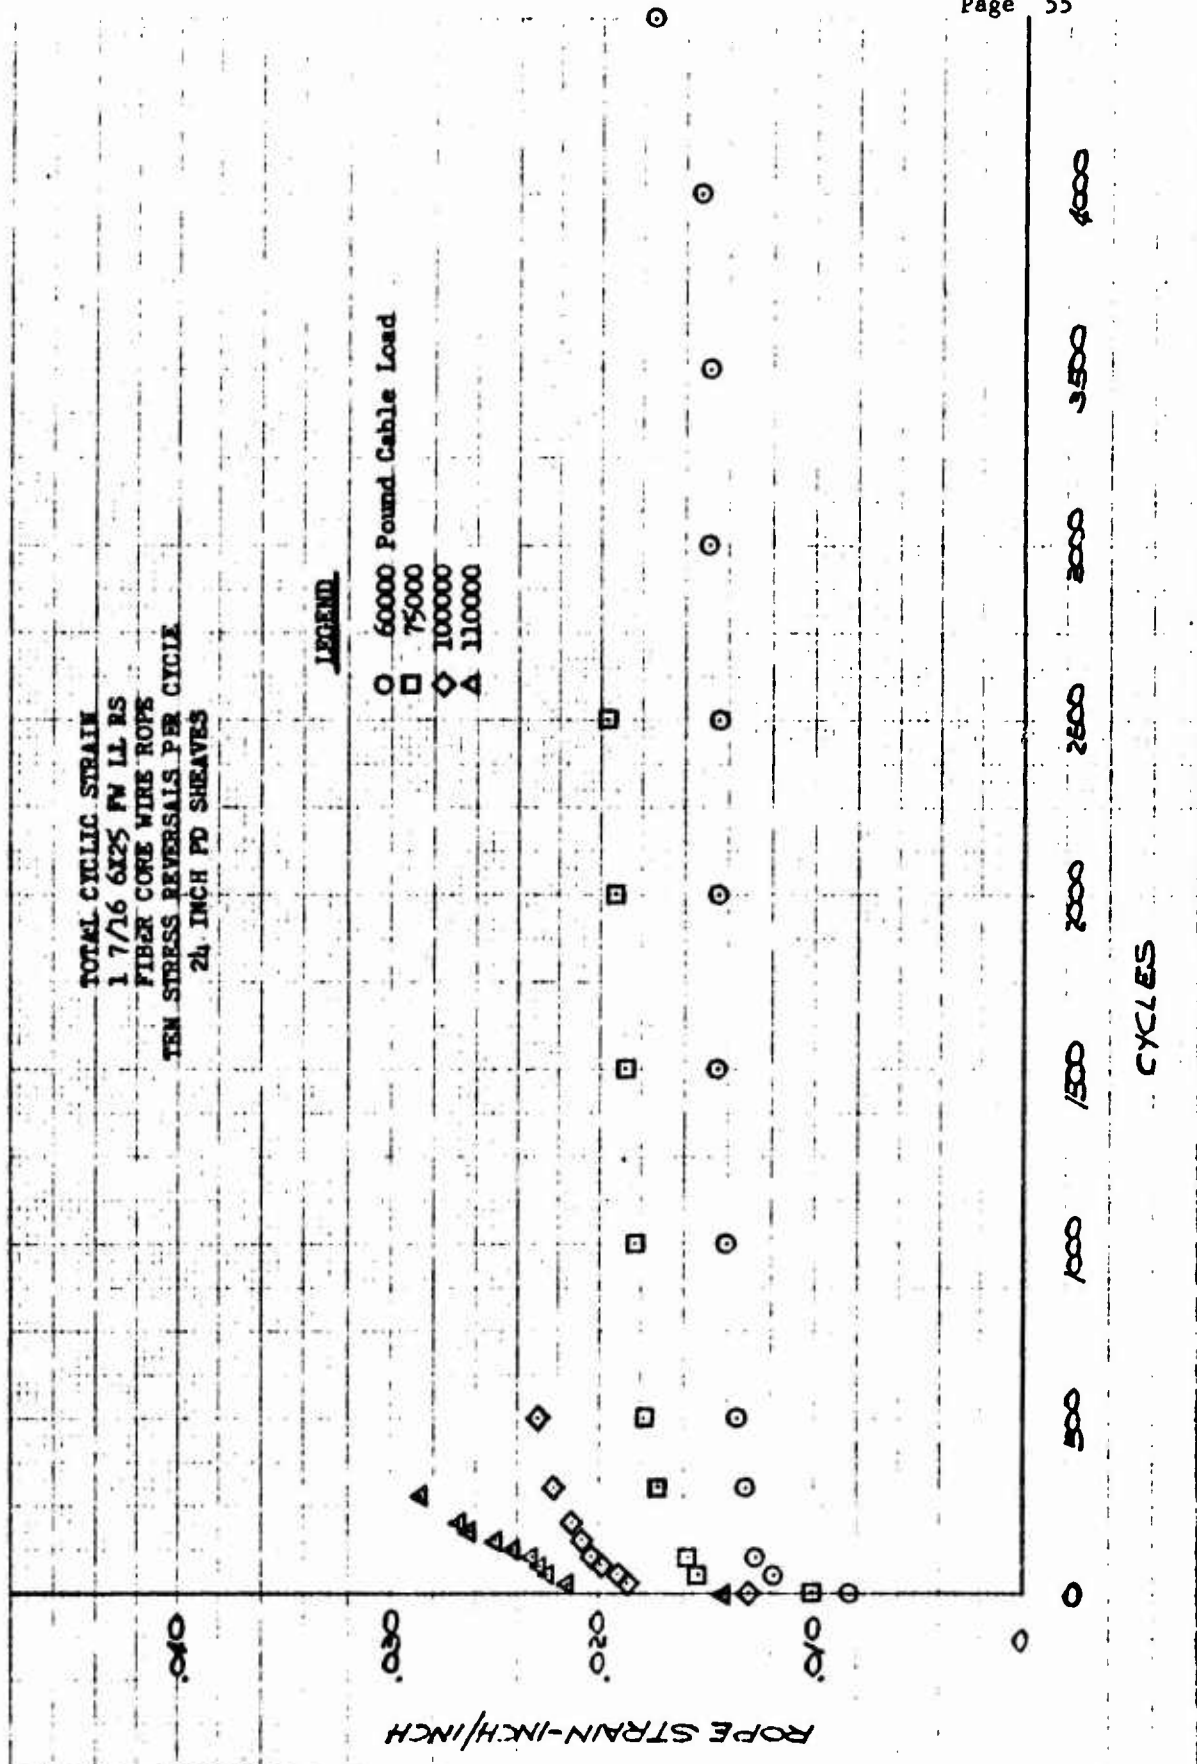 Page 55
TOTAL CYCLIC STRAIN
1 7/16 6X25 FW LL RS
FIBER CORE WIRE ROPE
TEN STRESS REVERSALS PER CYCLE
24 INCH PD SHEAVES
LEGEND
60000 Pound Cable Load
75000
100000
110000
ROPE STRAIN-INCH/INCH
.040
.030
.020
.010
0
0 500 1000 1500 2000 2500 3000 3500 4000
CYCLES